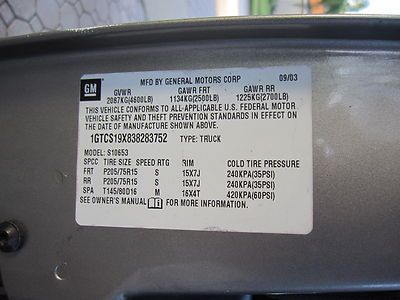 GM MFD BY GENERAL MOTORS CORP 09/03
GVWR GAWR FRT GAWR RR
2087KG(4600LB) 1134KG(2500LB) 1225KG(2700LB)
THIS VEHICLE CONFORMS TO ALL-APPLICABLE U.S. FEDERAL MOTOR
VEHICLE SAFETY AND THEFT PREVENTION STANDARDS IN EFFECT ON
THE DATE OF MANUFACTURE SHOWN ABOVE.
1GTCS19X838283752 TYPE: TRUCK
MODEL: S10653
SPCC TIRE SIZE SPEED RTG RIM COLD TIRE PRESSURE
FRT P205/75R15 S 15X7J 240KPA(35PSI)
RR P205/75R15 S 15X7J 240KPA(35PSI)
SPA T145/80D16 M 16X4T 420KPA(60PSI)
SEE OWNER'S MANUAL FOR ADDITIONAL INFORMATION.